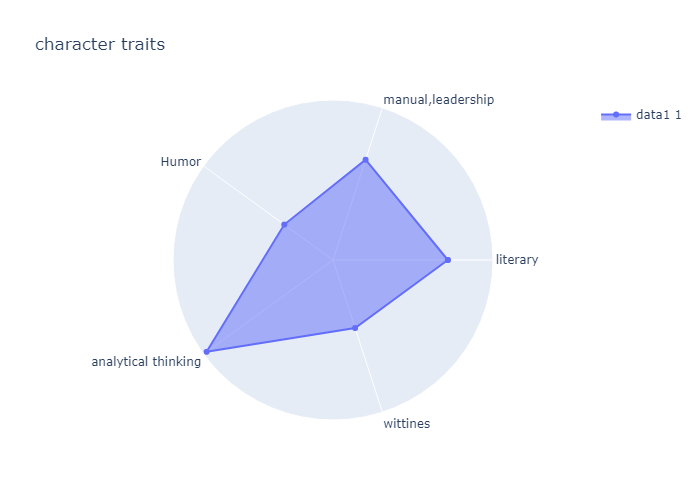 character traits
manual,leadership
data1 1
Humor
literary
analytical thinking
wittines